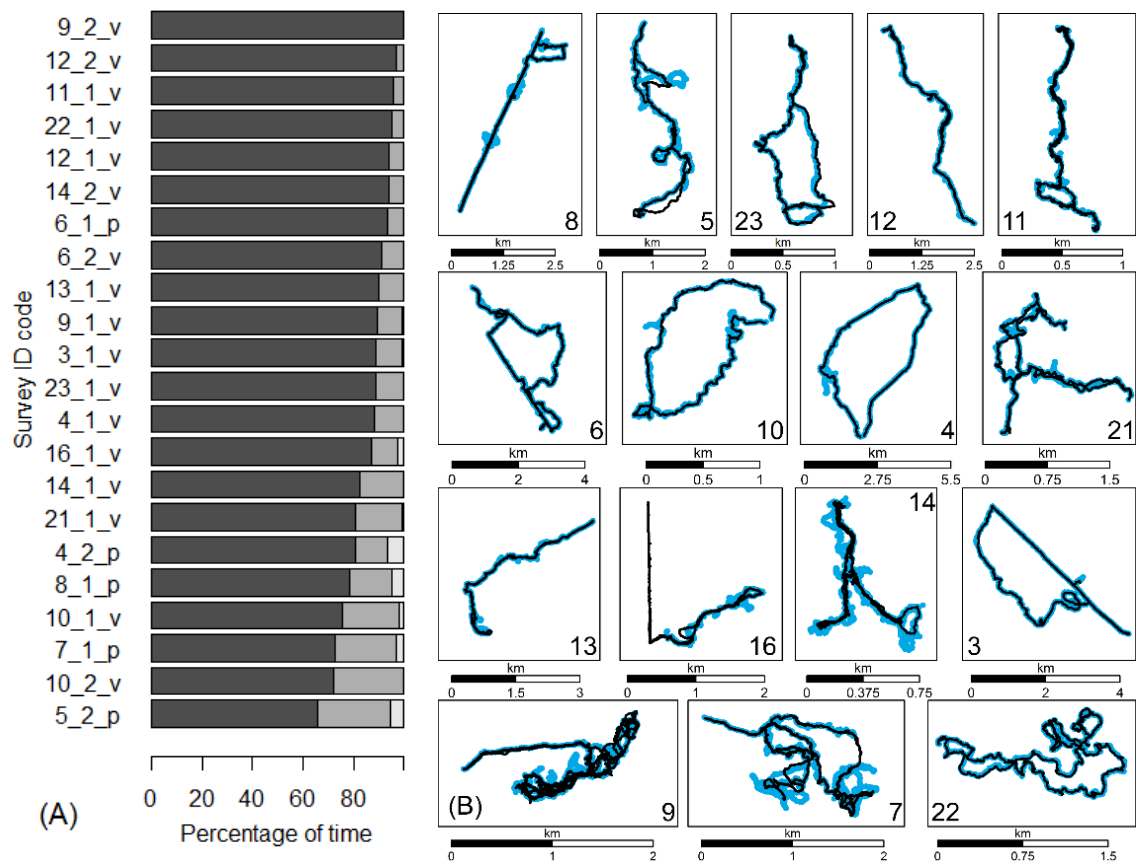 Survey ID code
9_2_v
12_2_v
11_1_v
22_1_v
12_1_v
14_2_v
6_1_p
6_2_v
13_1_v
9_1_v
3_1_v
23_1_v
4_1_v
16_1_v
14_1_v
21_1_v
4_2_p
8_1_p
10_1_v
7_1_p
10_2_v
5_2_p
0 20 40 60 80
Percentage of time
(A)
8
km
0 1.25 2.5
5
km
0 1 2
23
km
0 0.5 1
12
km
0 1.25 2.5
11
km
0 0.5 1
6
km
0 2 4
10
km
0 0.5 1
4
km
0 2.75 5.5
21
km
0 0.75 1.5
13
km
0 1.5 3
16
km
0 1 2
14
km
0 0.375 0.75
3
km
0 2 4
(B)
9
km
0 1 2
7
km
0 1 2
22
km
0 0.75 1.5